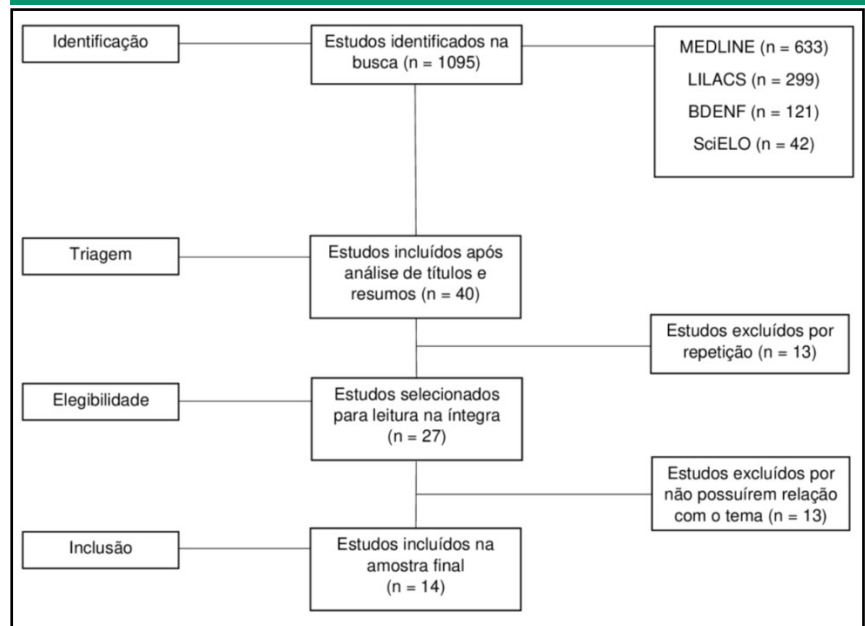 Identificação
Estudos identificados na
busca (n = 1095)
MEDLINE (n = 633)
LILACS (n = 299)
BDENF (n = 121)
SciELO (n = 42)
Triagem
Estudos incluídos após
análise de títulos e
resumos (n = 40)
Estudos excluídos por
repetição (n = 13)
Elegibilidade
Estudos selecionados
para leitura na íntegra
(n = 27)
Estudos excluídos por
não possuírem relação
com o tema (n = 13)
Inclusão
Estudos incluídos na
amostra final
(n = 14)